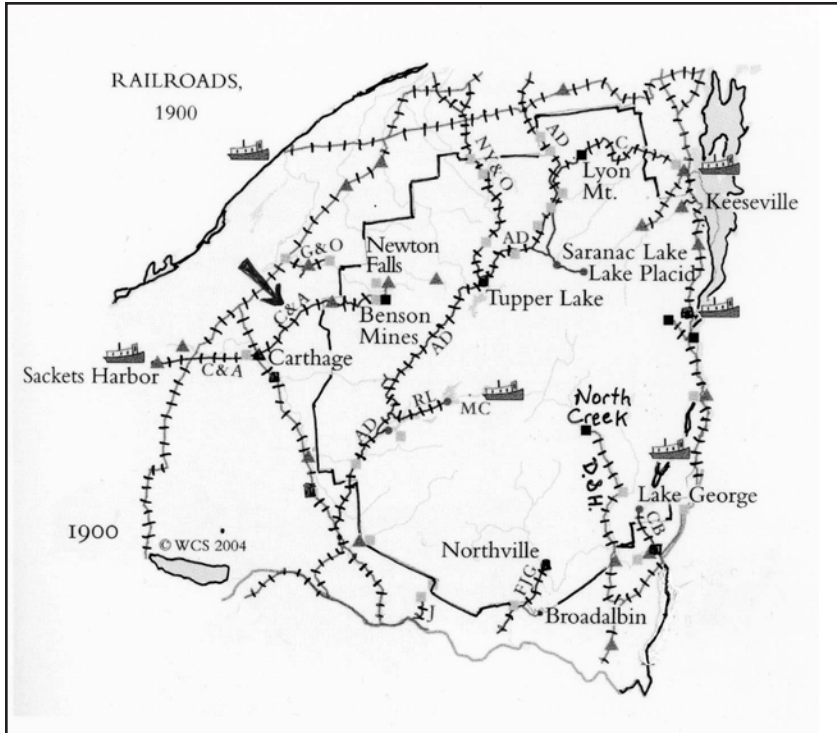 RAILROADS,
1900
AD
NY&O
C
Lyon
Mt.
Keeseville
G&O
Newton
Falls
AD
Saranac Lake
Lake Placid
C&A
Benson
Mines
Tupper Lake
AD
Carthage
Sackets Harbor
C&A
RL
MC
North
Creek
AD
D.&H.
Lake George
1900
© WCS 2004
CB
Northville
FJG
J
Broadalbin